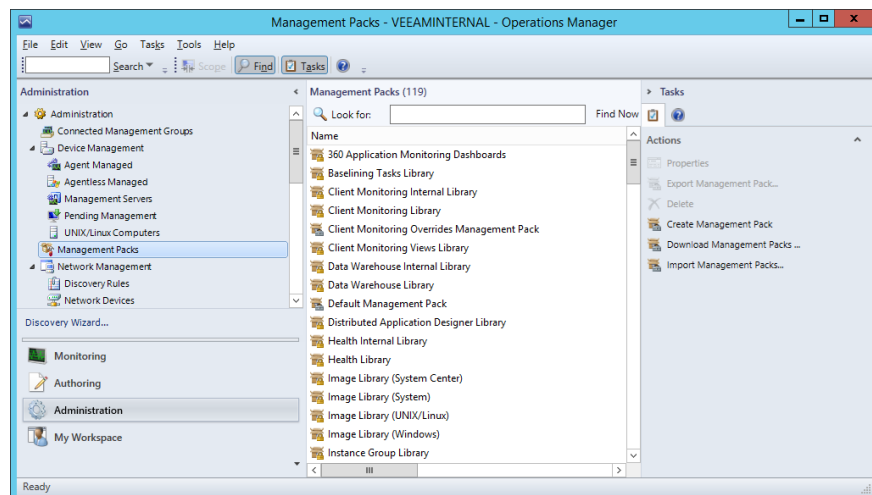 Management Packs - VEEAMINTERNAL - Operations Manager
File Edit View Go Tasks Tools Help
Search Scope Find Tasks
Administration
Administration
Connected Management Groups
Device Management
Agent Managed
Agentless Managed
Management Servers
Pending Management
UNIX/Linux Computers
Management Packs
Network Management
Discovery Rules
Network Devices
Discovery Wizard...
Monitoring
Authoring
Administration
My Workspace
Management Packs (119)
Look for: Find Now
Name
360 Application Monitoring Dashboards
Baselining Tasks Library
Client Monitoring Internal Library
Client Monitoring Library
Client Monitoring Overrides Management Pack
Client Monitoring Views Library
Data Warehouse Internal Library
Data Warehouse Library
Default Management Pack
Distributed Application Designer Library
Health Internal Library
Health Library
Image Library (System Center)
Image Library (System)
Image Library (UNIX/Linux)
Image Library (Windows)
Instance Group Library
Tasks
Actions
Properties
Export Management Pack...
Delete
Create Management Pack
Download Management Packs ...
Import Management Packs...
Ready